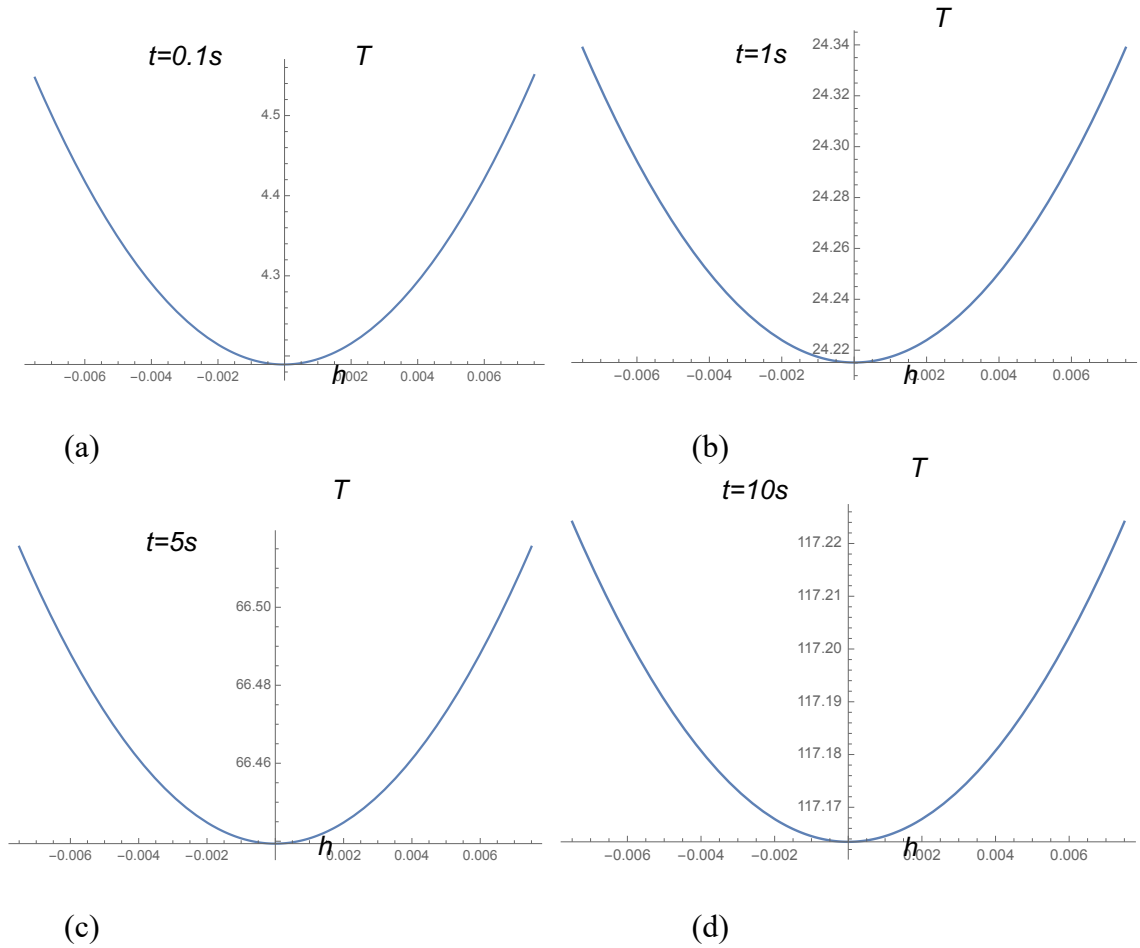 t=0.1s T
4.5
4.4
4.3
−0.006 −0.004 −0.002 0.002 0.004 0.006
h
(a)
T
t=1s
24.34
24.32
24.30
24.28
24.26
24.24
24.22
−0.006 −0.004 −0.002 0.002 0.004 0.006
h
(b)
T
t=5s
66.50
66.48
66.46
−0.006 −0.004 −0.002 0.002 0.004 0.006
h
(c)
T
t=10s
117.22
117.21
117.20
117.19
117.18
117.17
−0.006 −0.004 −0.002 0.002 0.004 0.006
h
(d)